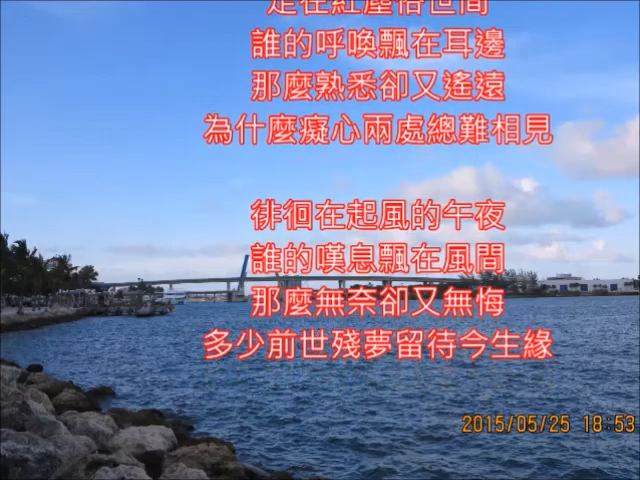 走在紅塵俗世間
誰的呼喚飄在耳邊
那麼熟悉卻又遙遠
為什麼癡心兩處總難相見
徘徊在起風的午夜
誰的嘆息飄在風間
那麼無奈卻又無悔
多少前世殘夢留待今生緣
2015/05/25 18:53